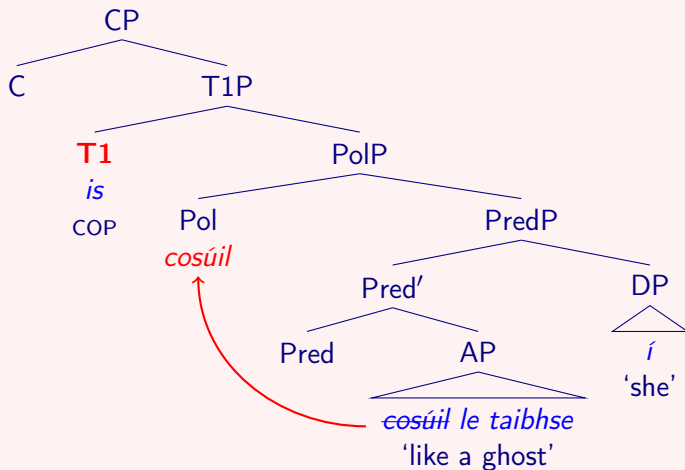 CP
C T1P
T1 PolP
is
COP Pol PredP
cosúil
Pred′ DP
Pred AP í
'she'
cosúil le taibhse
'like a ghost'